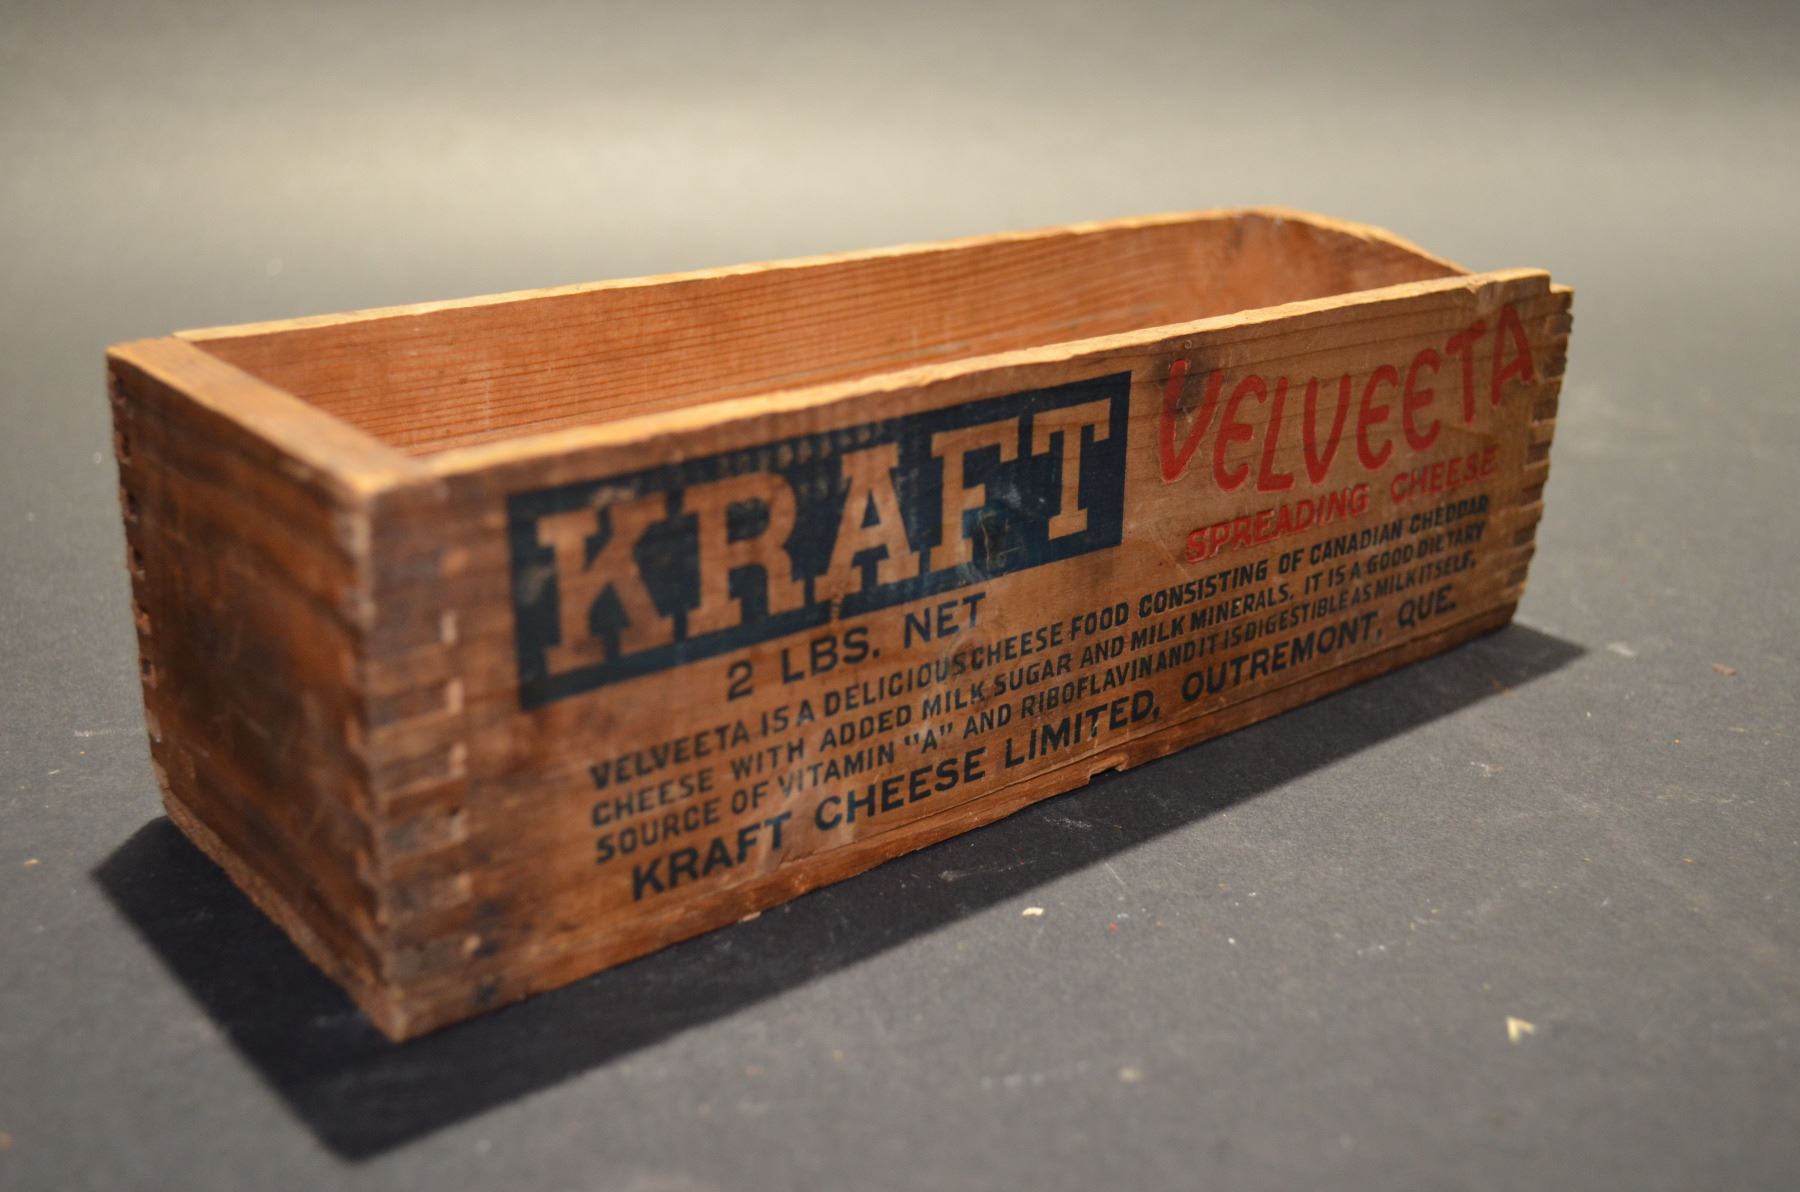 KRAFT
VELVEETA
SPREADING CHEESE
2 LBS. NET
VELVEETA IS A DELICIOUS CHEESE FOOD CONSISTING OF CANADIAN CHEDDAR
CHEESE WITH ADDED MILK SUGAR AND MILK MINERALS. IT IS A GOOD DIETARY
SOURCE OF VITAMIN "A" AND RIBOFLAVIN AND IT IS DIGESTIBLE AS MILK ITSELF.
KRAFT CHEESE LIMITED, OUTREMONT, QUE.